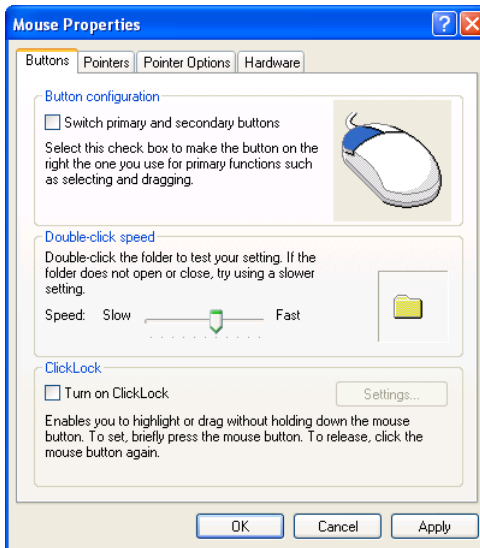 Mouse Properties
?
Buttons Pointers Pointer Options Hardware
Button configuration
Switch primary and secondary buttons
Select this check box to make the button on the
right the one you use for primary functions such
as selecting and dragging.
Double-click speed
Double-click the folder to test your setting. If the
folder does not open or close, try using a slower
setting.
Speed: Slow Fast
ClickLock
Turn on ClickLock Settings...
Enables you to highlight or drag without holding down the mouse
button. To set, briefly press the mouse button. To release, click the
mouse button again.
OK Cancel Apply